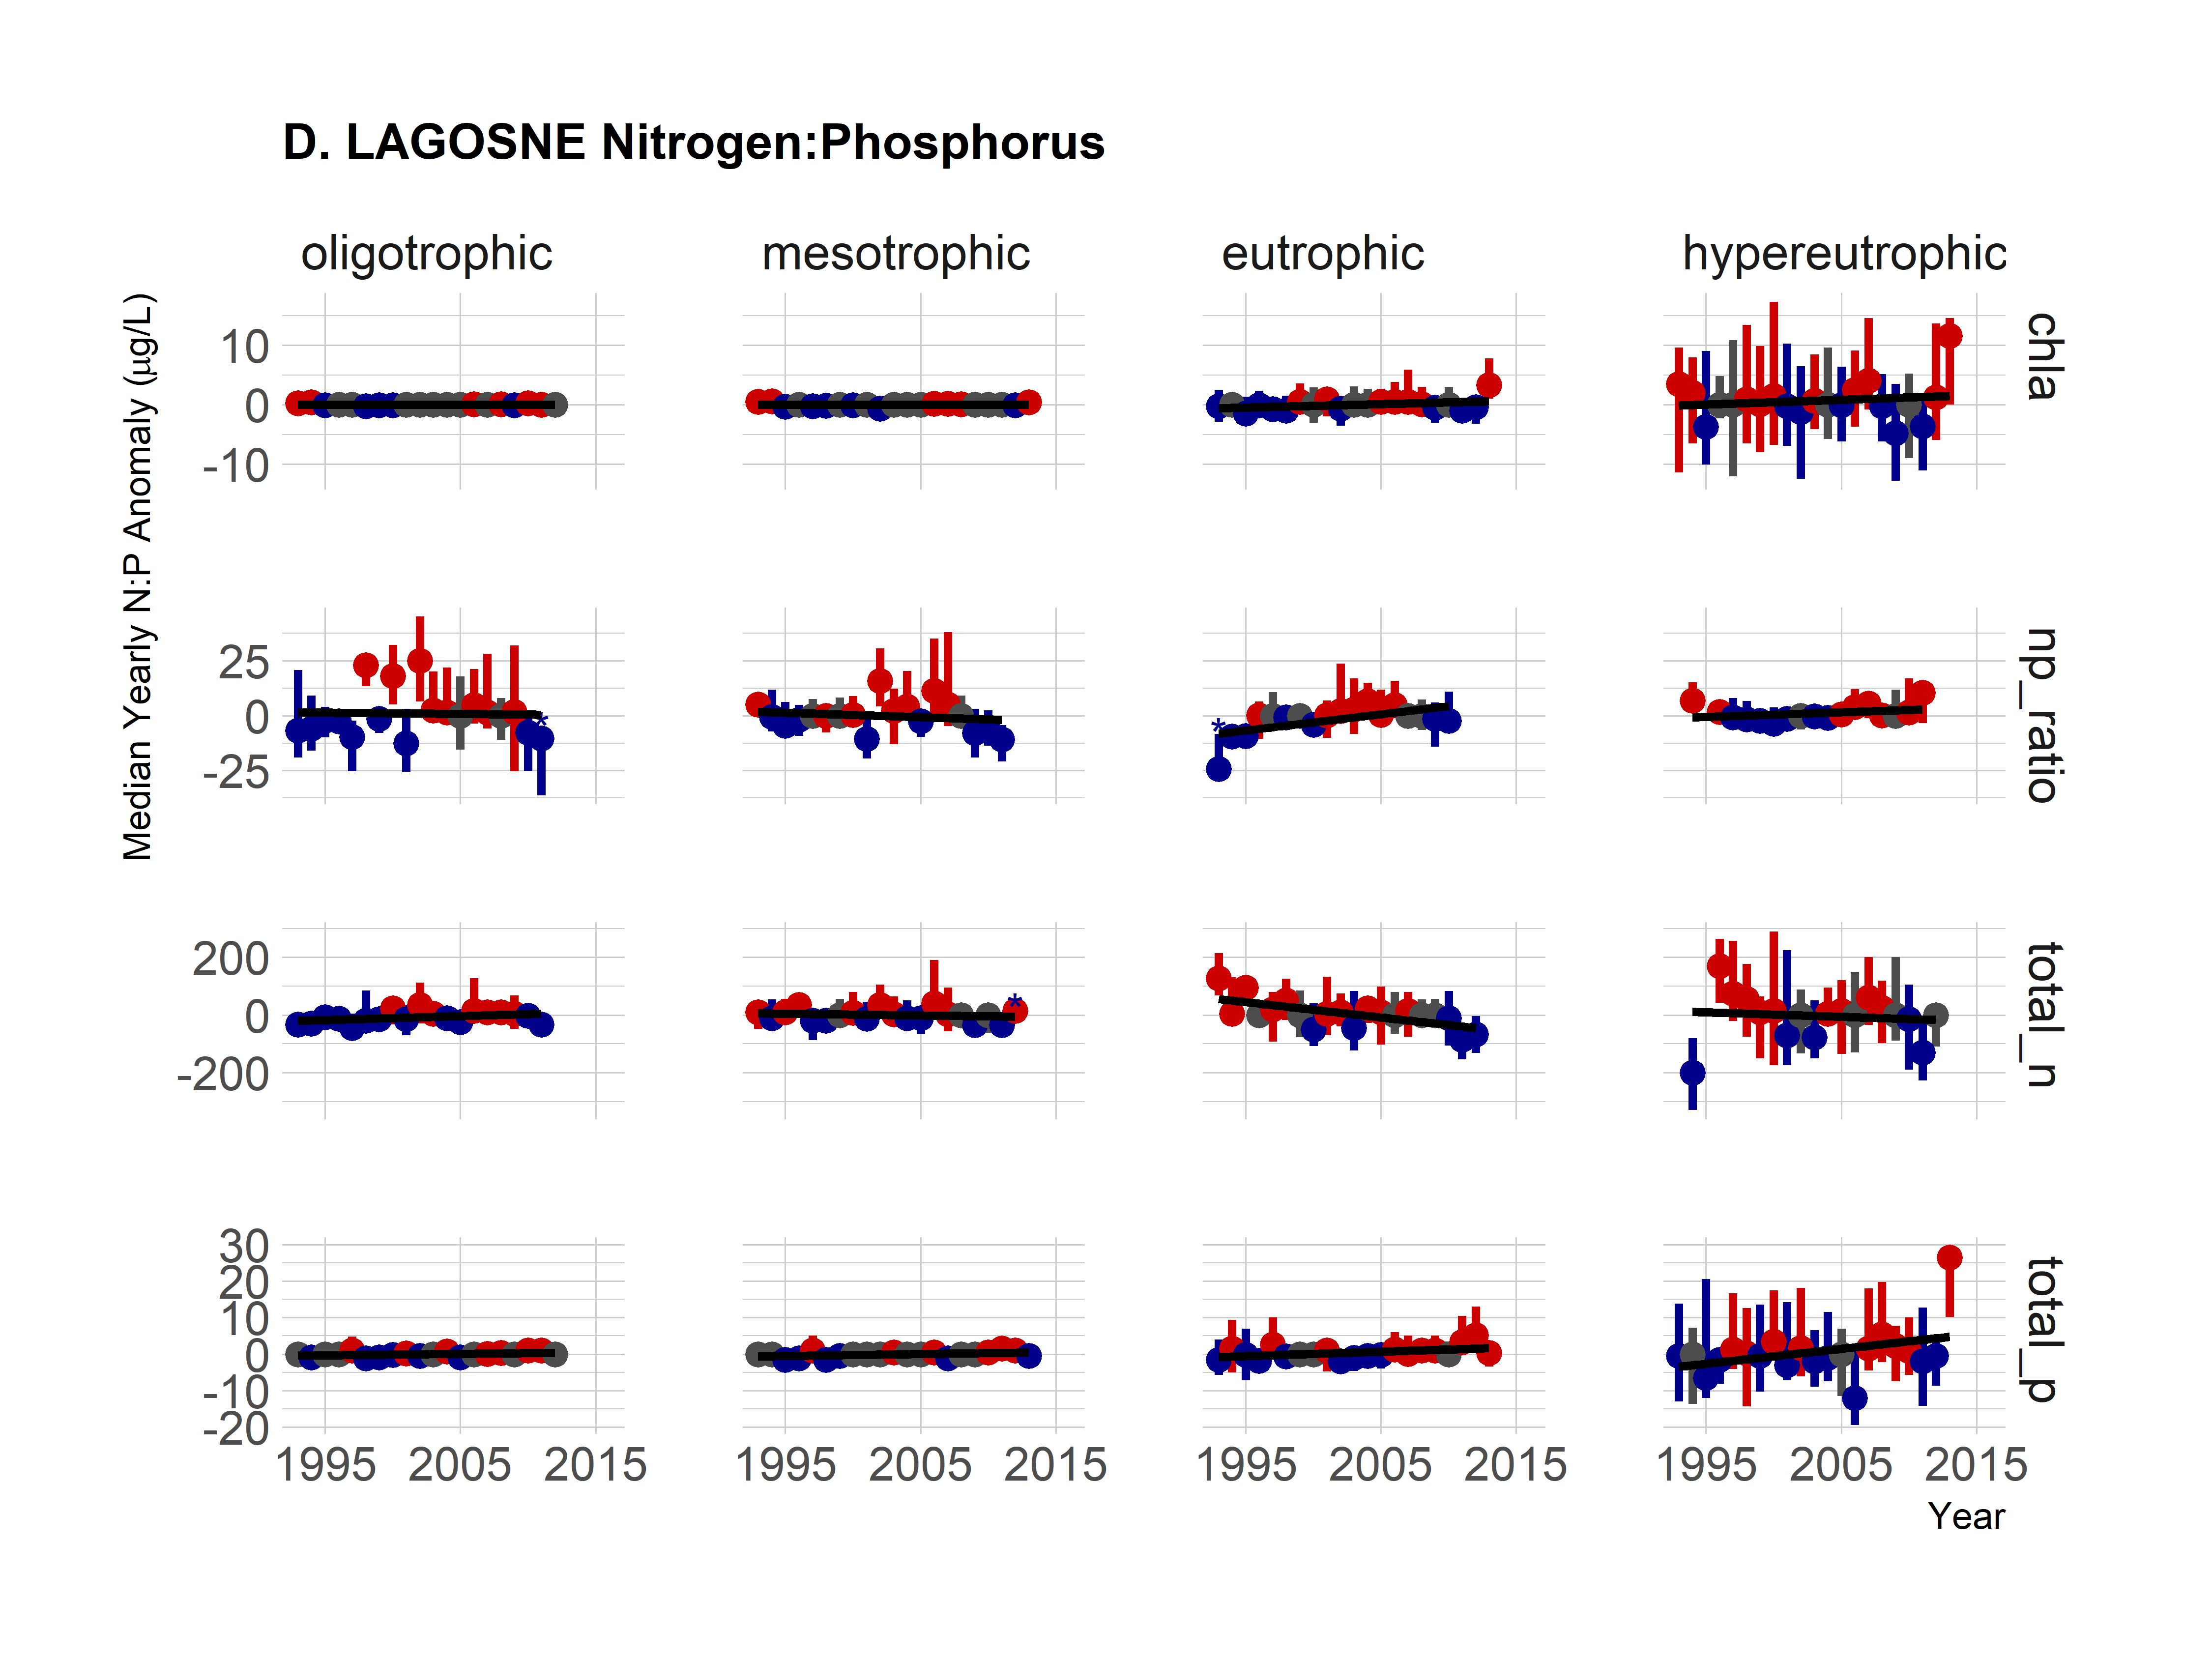 D. LAGOSNE Nitrogen:Phosphorus
oligotrophic mesotrophic eutrophic hypereutrophic
Median Yearly N:P Anomaly (µg/L)
10
0
-10
chla
25
0
-25
np_ratio
*
*
200
0
-200
total_n
*
30
20
10
0
-10
-20
total_p
1995 2005 2015 1995 2005 2015 1995 2005 2015 1995 2005 2015
Year